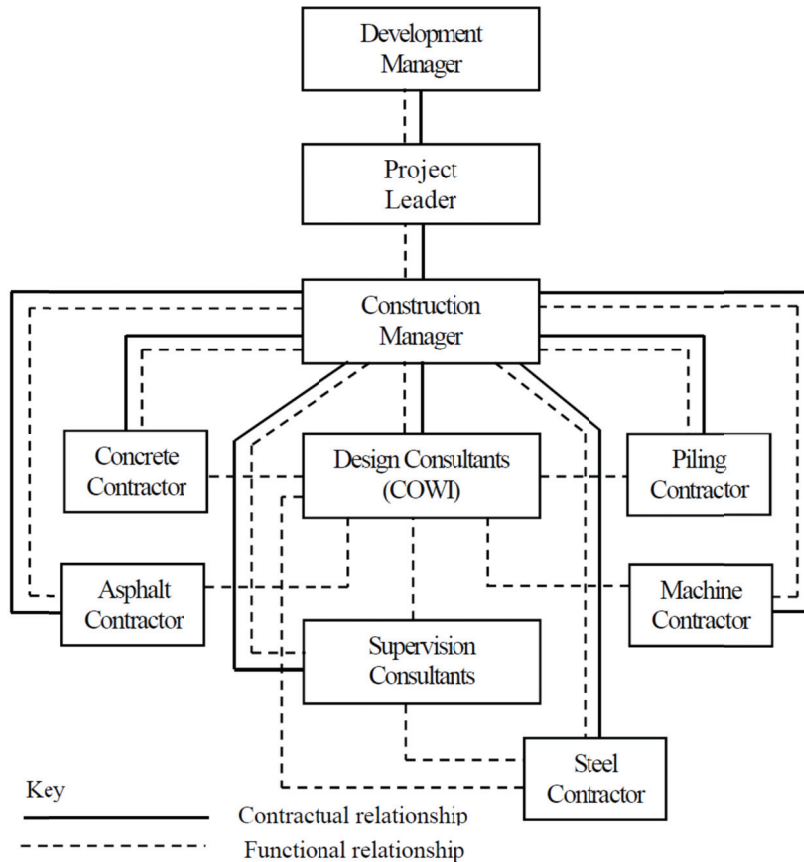 Development
Manager
Project
Leader
Construction
Manager
Concrete
Contractor
Design Consultants
(COWI)
Piling
Contractor
Asphalt
Contractor
Machine
Contractor
Supervision
Consultants
Steel
Contractor
Key
Contractual relationship
Functional relationship